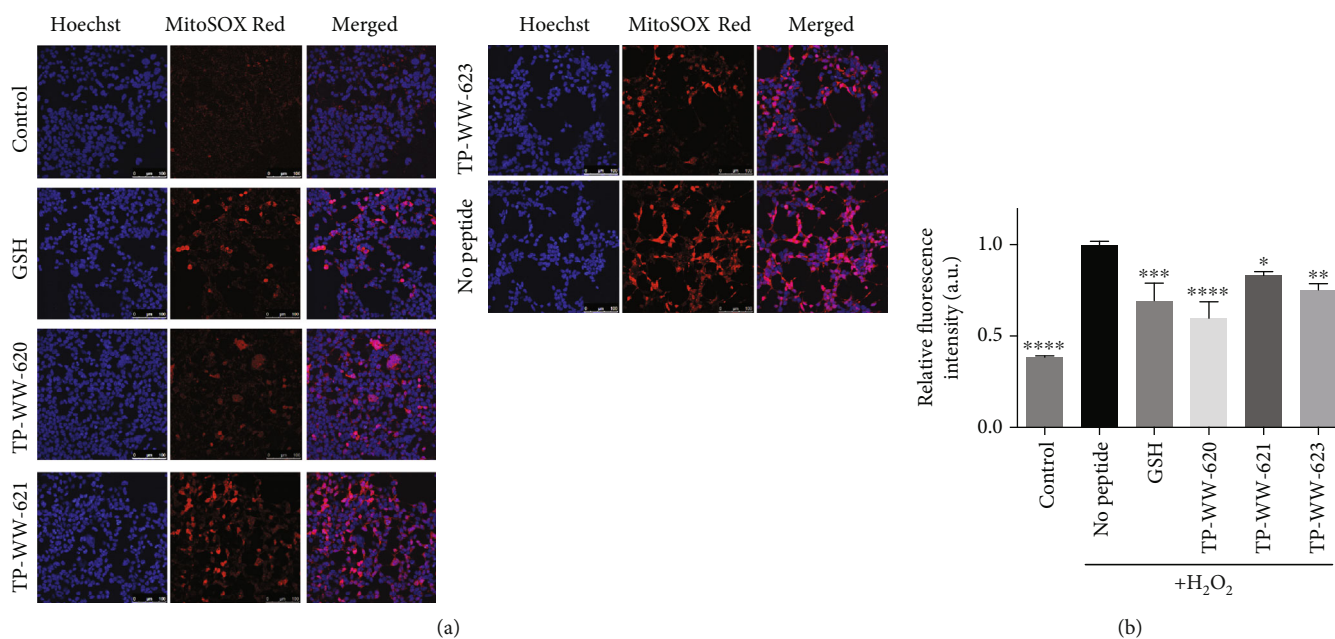 Hoechst MitoSOX Red Merged
Control
GSH
TP-WW-620
TP-WW-621
Hoechst MitoSOX Red Merged
TP-WW-623
No peptide
(a)
Relative fluorescence
intensity (a.u.)
1.0
0.5
0.0
****
***
****
*
**
Control
No peptide
GSH
TP-WW-620
TP-WW-621
TP-WW-623
+H₂O₂
(b)